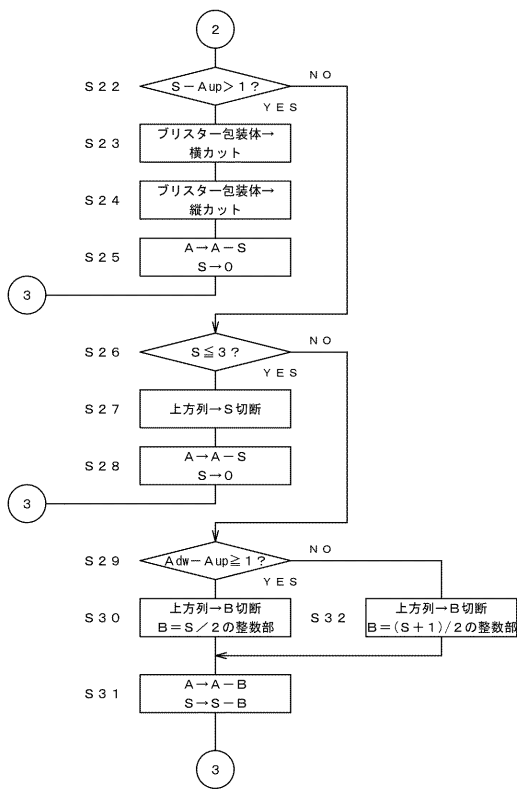 2
NO
S22
S－Aup＞1？
YES
S23
ブリスター包装体→
横カット
S24
ブリスター包装体→
縦カット
S25
A→A－S
S→0
3
NO
S26
S≦3？
YES
S27
上方列→S切断
S28
A→A－S
S→0
3
NO
S29
Adw－Aup≧1？
YES
S30
上方列→B切断
B＝S／2の整数部
S32
上方列→B切断
B＝(S＋1)/2の整数部
S31
A→A－B
S→S－B
3